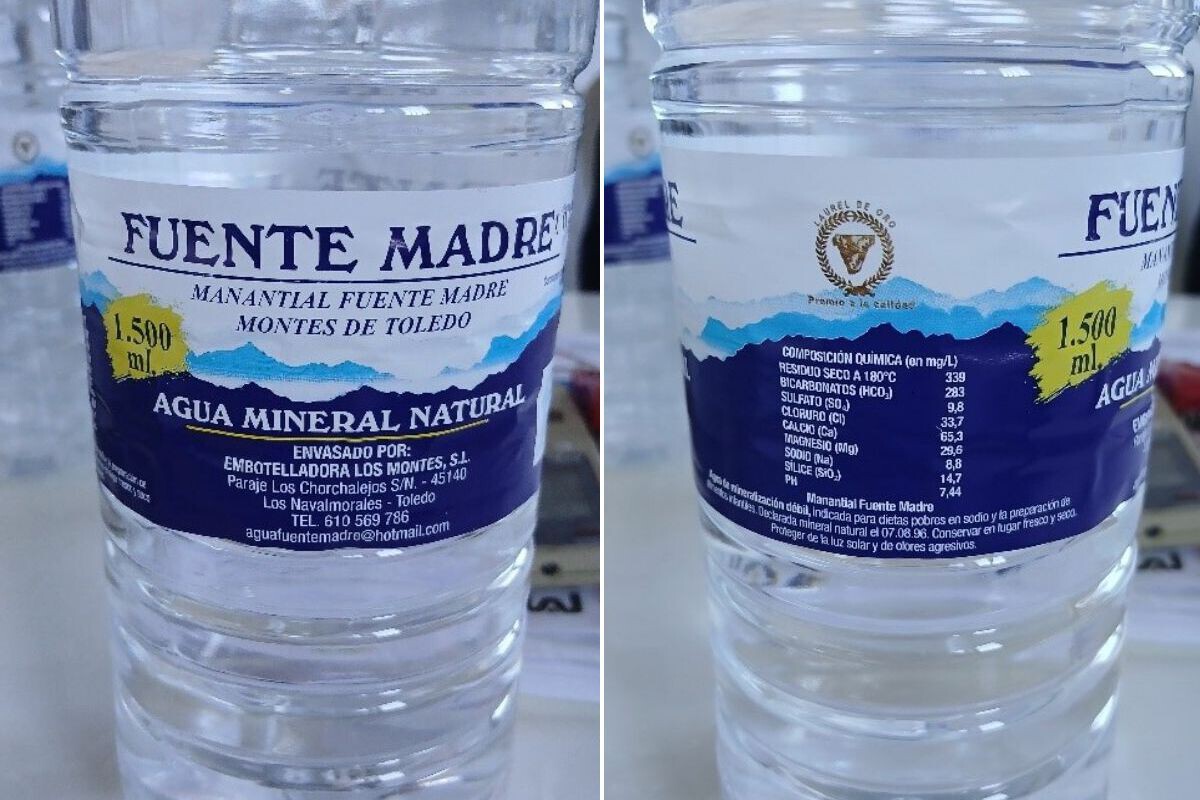 FUENTE MADRE
MANANTIAL FUENTE MADRE
MONTES DE TOLEDO
1.500
ml.
AGUA MINERAL NATURAL
ENVASADO POR:
EMBOTELLADORA LOS MONTES, S.L.
Paraje Los Chorchalejos S/N. - 45140
Los Navalmorales - Toledo
TEL. 610 569 786
aguafuentemadre@hotmail.com
LAUREL DE ORO
Premio a la calidad
FUEN
1.500
ml.
AGUA
COMPOSICIÓN QUÍMICA (en mg/L)
RESIDUO SECO A 180°C 339
BICARBONATOS (HCO3) 283
SULFATO (SO4) 9,8
CLORURO (Cl) 33,7
CALCIO (Ca) 65,3
MAGNESIO (Mg) 29,6
SODIO (Na) 8,8
SÍLICE (SiO2) 14,7
PH 7,44
Manantial Fuente Madre
Agua de mineralización débil, indicada para dietas pobres en sodio y la preparación de
alimentos infantiles. Declarada mineral natural el 07.08.96. Conservar en lugar fresco y seco.
Proteger de la luz solar y de olores agresivos.